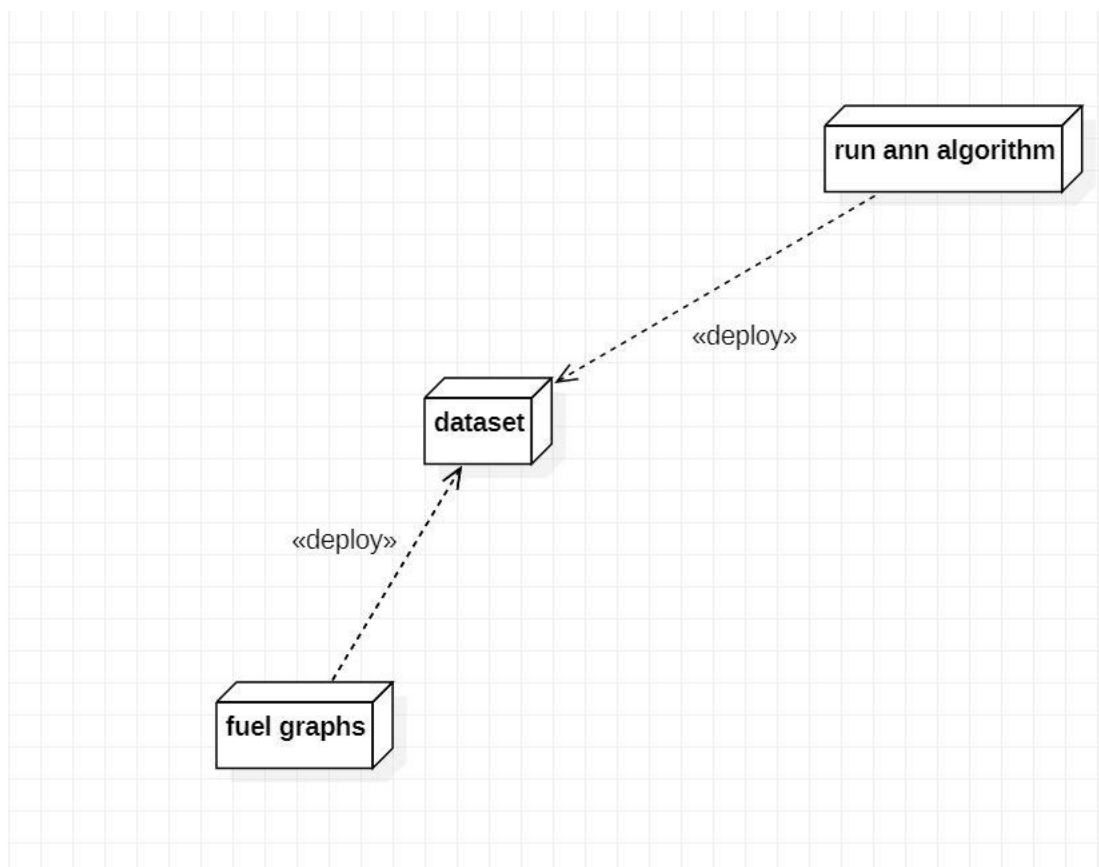 run ann algorithm
«deploy»
dataset
«deploy»
fuel graphs